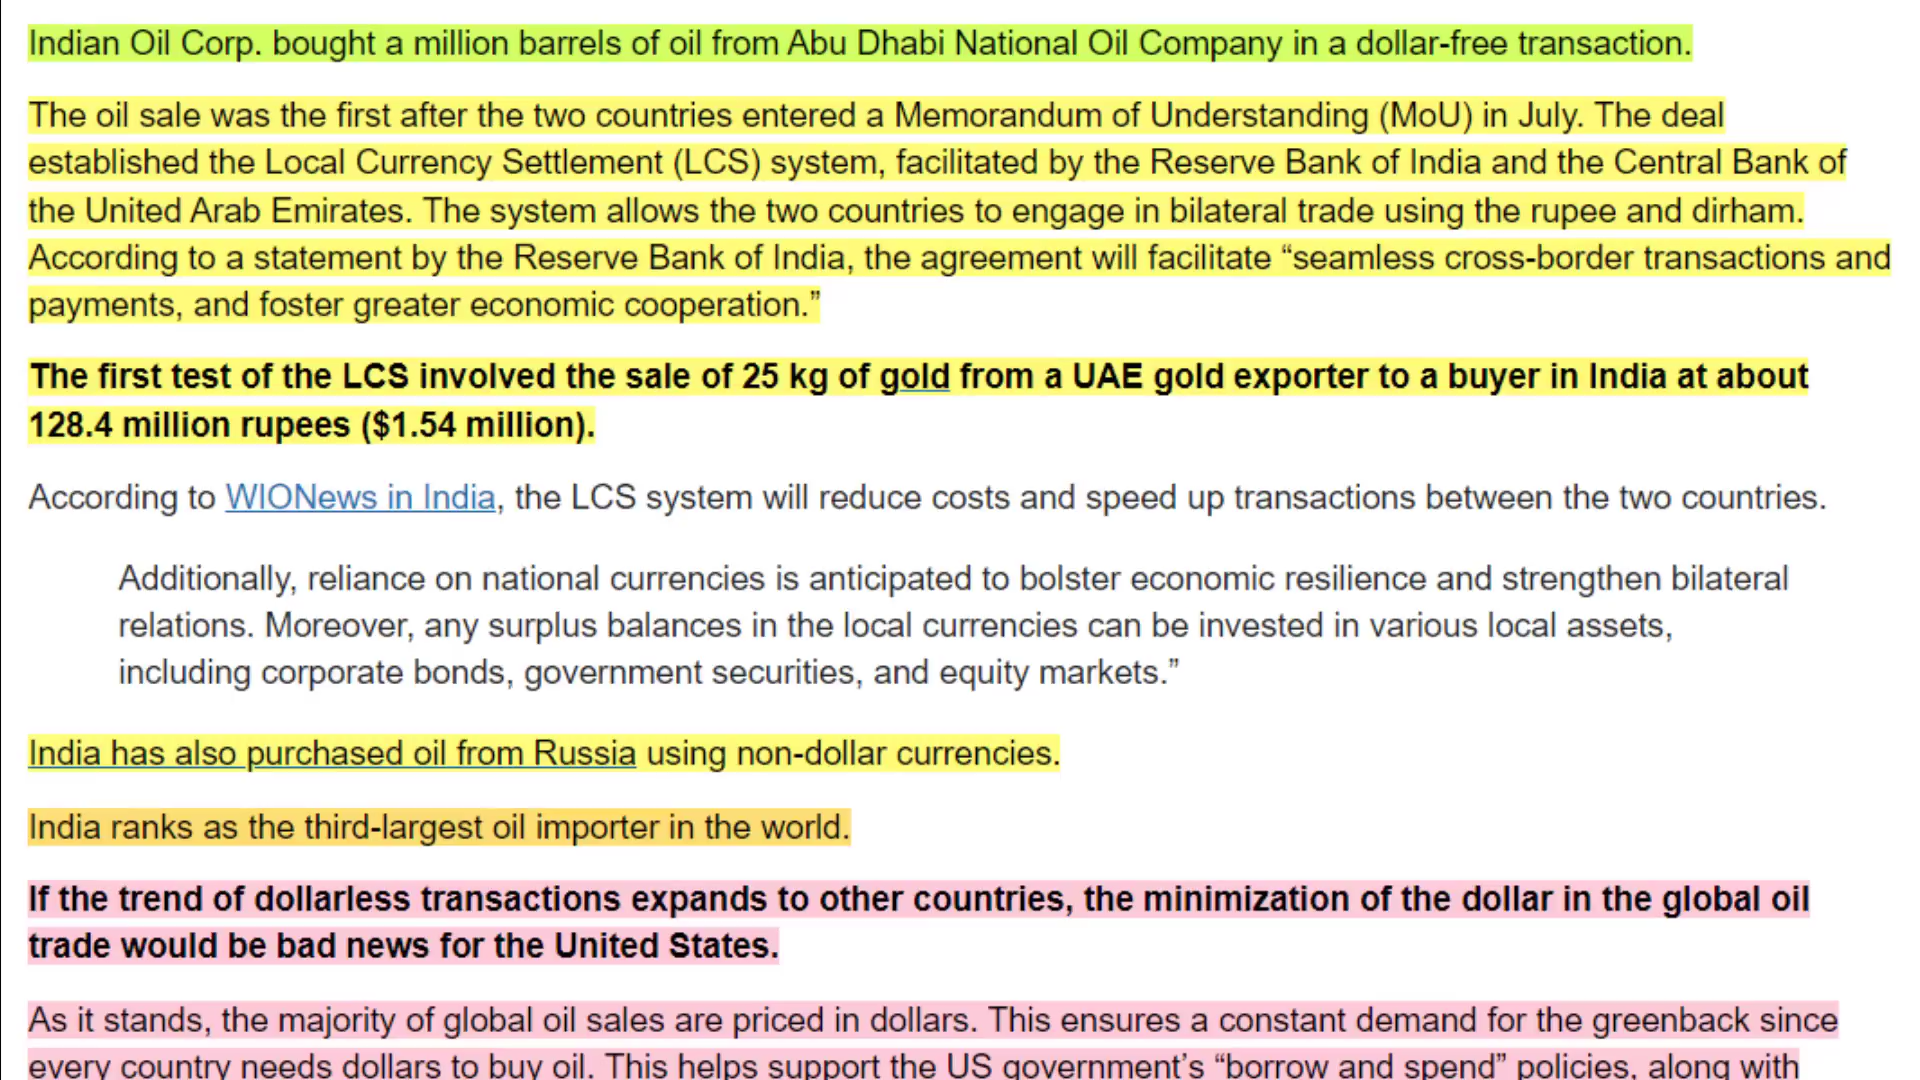 Indian Oil Corp. bought a million barrels of oil from Abu Dhabi National Oil Company in a dollar-free transaction.
The oil sale was the first after the two countries entered a Memorandum of Understanding (MoU) in July. The deal
established the Local Currency Settlement (LCS) system, facilitated by the Reserve Bank of India and the Central Bank of
the United Arab Emirates. The system allows the two countries to engage in bilateral trade using the rupee and dirham.
According to a statement by the Reserve Bank of India, the agreement will facilitate “seamless cross-border transactions and
payments, and foster greater economic cooperation.”
The first test of the LCS involved the sale of 25 kg of gold from a UAE gold exporter to a buyer in India at about
128.4 million rupees ($1.54 million).
According to WIONews in India, the LCS system will reduce costs and speed up transactions between the two countries.
Additionally, reliance on national currencies is anticipated to bolster economic resilience and strengthen bilateral
relations. Moreover, any surplus balances in the local currencies can be invested in various local assets,
including corporate bonds, government securities, and equity markets.”
India has also purchased oil from Russia using non-dollar currencies.
India ranks as the third-largest oil importer in the world.
If the trend of dollarless transactions expands to other countries, the minimization of the dollar in the global oil
trade would be bad news for the United States.
As it stands, the majority of global oil sales are priced in dollars. This ensures a constant demand for the greenback since
every country needs dollars to buy oil. This helps support the US government’s “borrow and spend” policies, along with